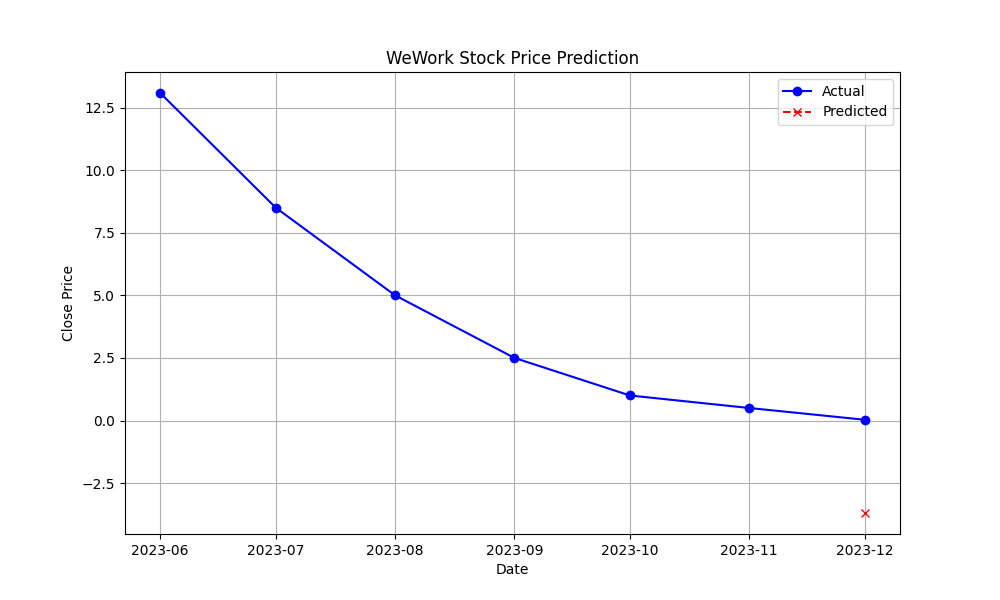 WeWork Stock Price Prediction
Actual
Predicted
Close Price
12.5
10.0
7.5
5.0
2.5
0.0
−2.5
2023-06 2023-07 2023-08 2023-09 2023-10 2023-11 2023-12
Date